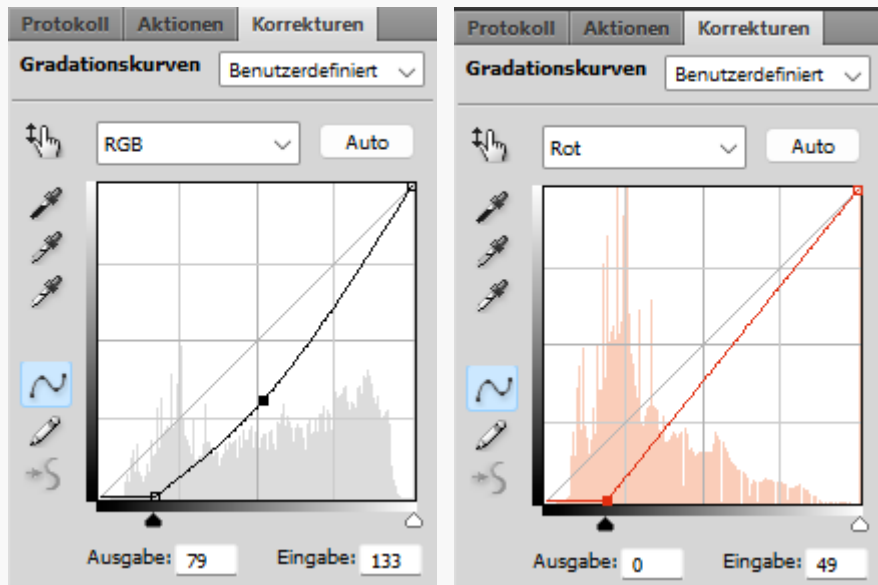 Protokoll Aktionen Korrekturen
Gradationskurven Benutzerdefiniert
RGB Auto
Ausgabe: 79 Eingabe: 133
Protokoll Aktionen Korrekturen
Gradationskurven Benutzerdefiniert
Rot Auto
Ausgabe: 0 Eingabe: 49